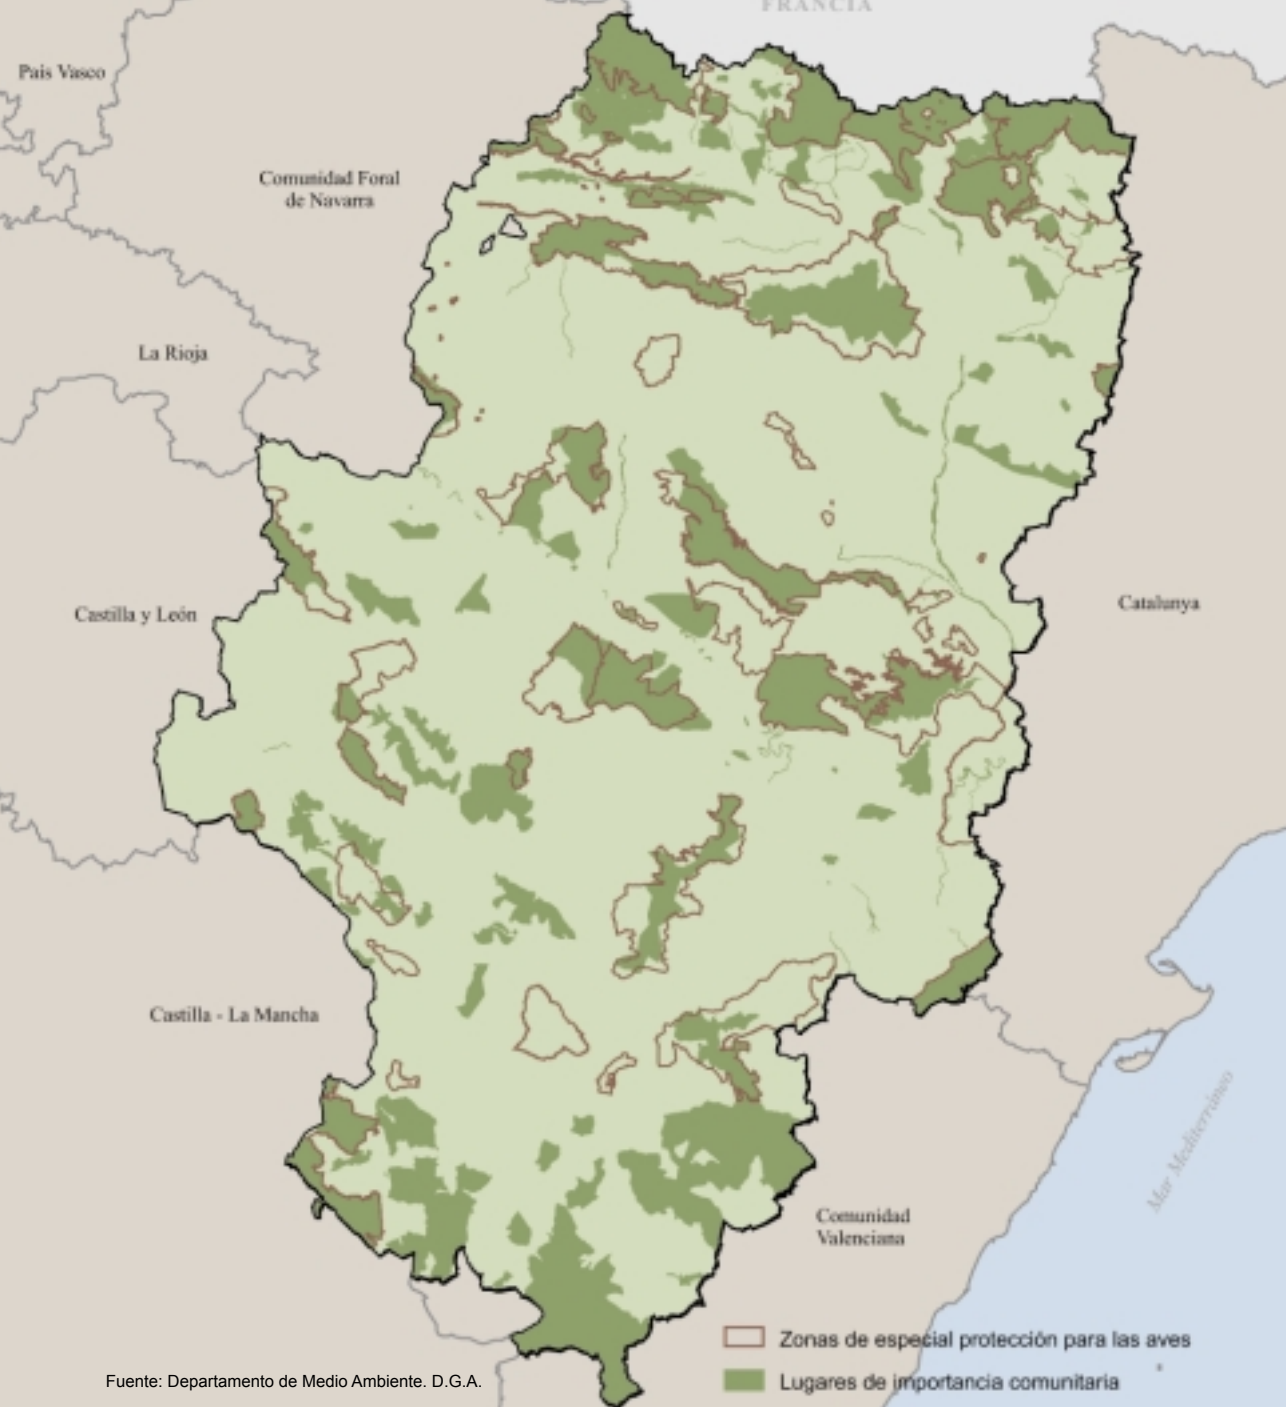 FRANCIA
País Vasco
Comunidad Foral
de Navarra
La Rioja
Castilla y León
Catalunya
Castilla - La Mancha
Mar Mediterráneo
Comunidad
Valenciana
Zonas de especial protección para las aves
Lugares de importancia comunitaria
Fuente: Departamento de Medio Ambiente. D.G.A.